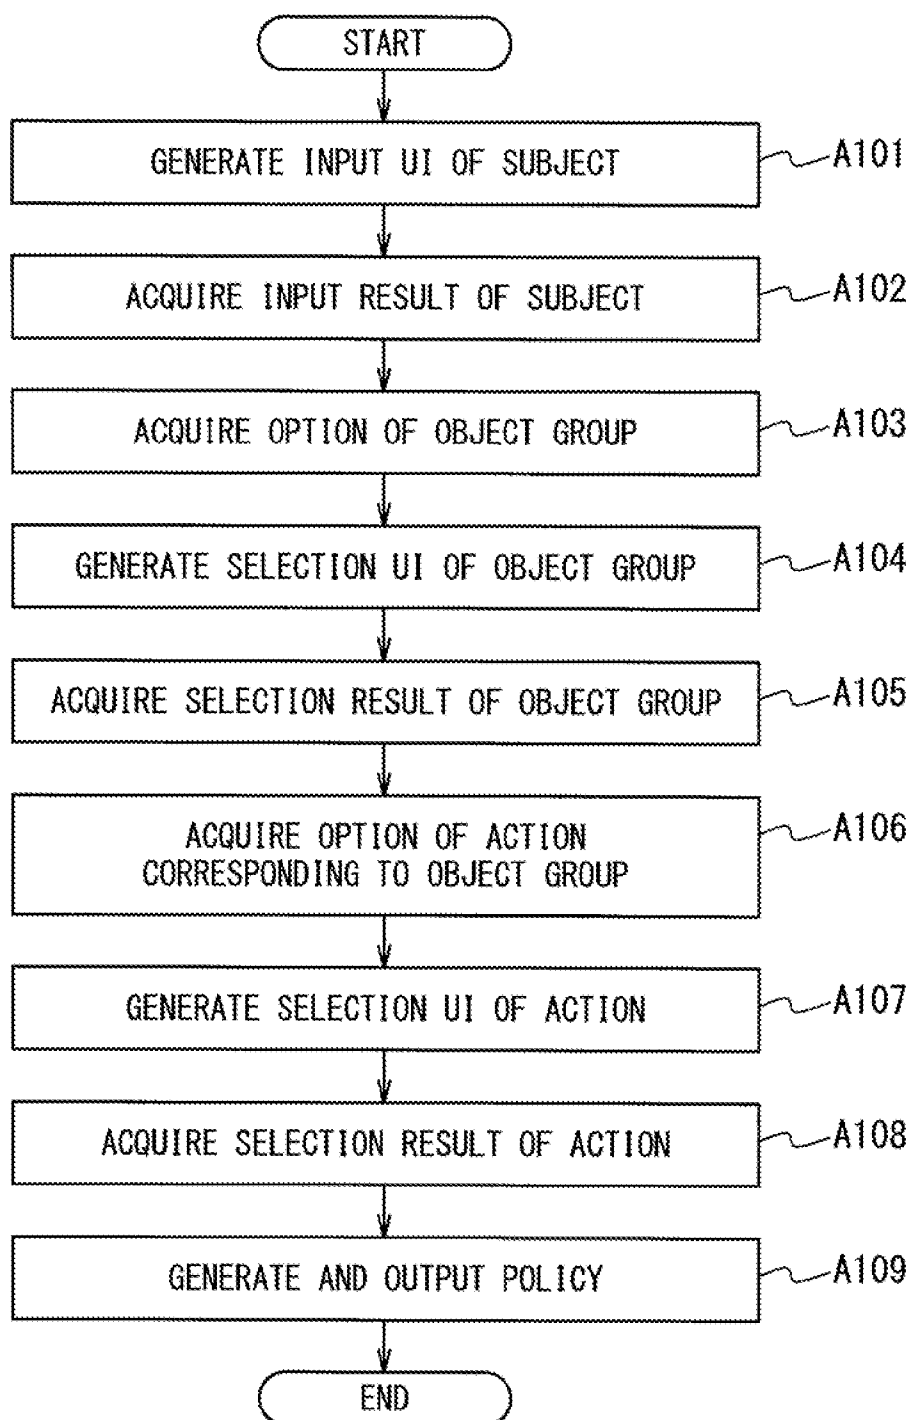 START
GENERATE INPUT UI OF SUBJECT
A101
ACQUIRE INPUT RESULT OF SUBJECT
A102
ACQUIRE OPTION OF OBJECT GROUP
A103
GENERATE SELECTION UI OF OBJECT GROUP
A104
ACQUIRE SELECTION RESULT OF OBJECT GROUP
A105
ACQUIRE OPTION OF ACTION
CORRESPONDING TO OBJECT GROUP
A106
GENERATE SELECTION UI OF ACTION
A107
ACQUIRE SELECTION RESULT OF ACTION
A108
GENERATE AND OUTPUT POLICY
A109
END